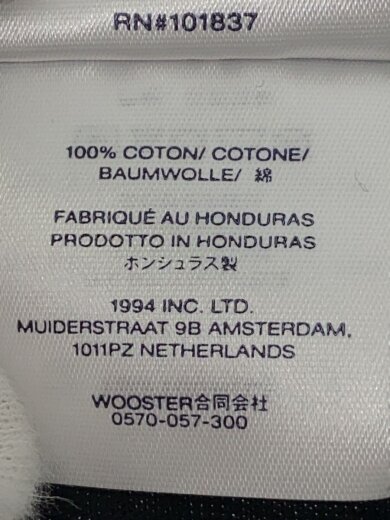 RN#101837
100% COTON/ COTONE/
BAUMWOLLE/ 綿
FABRIQUÉ AU HONDURAS
PRODOTTO IN HONDURAS
ホンシュラス製
1994 INC. LTD.
MUIDERSTRAAT 9B AMSTERDAM,
1011PZ NETHERLANDS
WOOSTER合同会社
0570-057-300